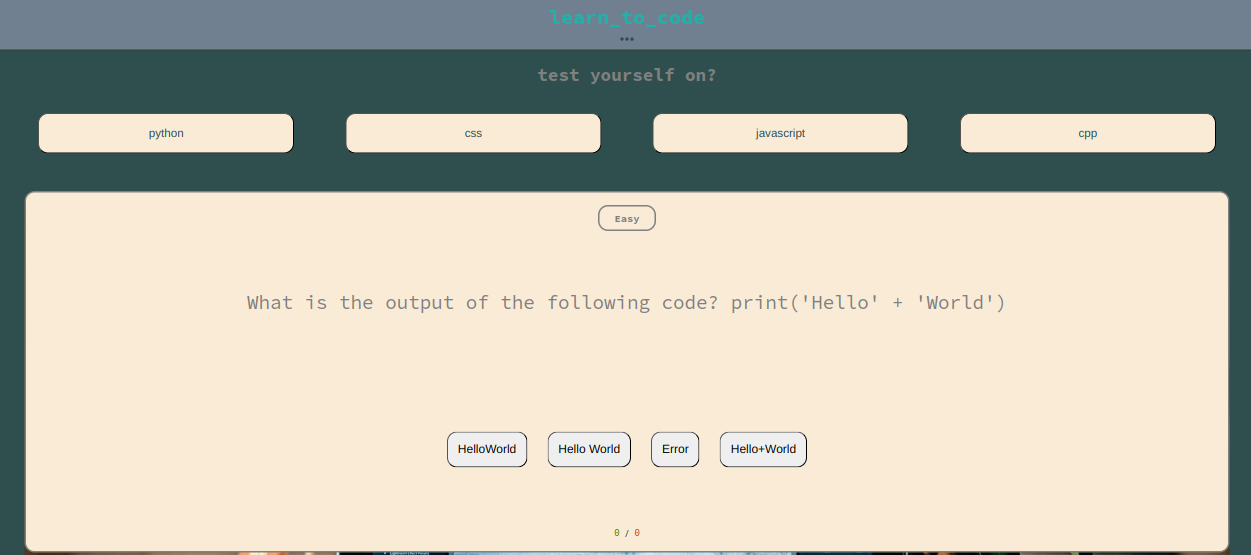 learn_to_code
•••
test yourself on?
python css javascript cpp
Easy
What is the output of the following code? print('Hello' + 'World')
HelloWorld Hello World Error Hello+World
0 / 0